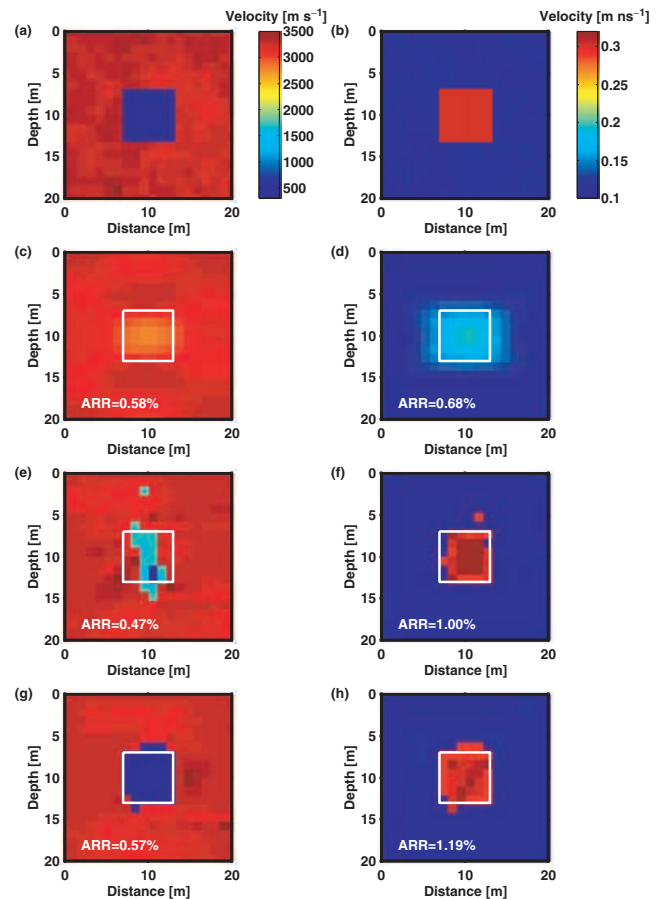 Velocity [m s⁻¹]
Velocity [m ns⁻¹]
(a)
0
5
10
15
20
Depth [m]
0
10
20
Distance [m]
3500
3000
2500
2000
1500
1000
500
(b)
0
5
10
15
20
Depth [m]
0
10
20
Distance [m]
0.3
0.25
0.2
0.15
0.1
(c)
0
5
10
15
20
Depth [m]
ARR=0.58%
0
10
20
Distance [m]
(d)
0
5
10
15
20
Depth [m]
ARR=0.68%
0
10
20
Distance [m]
(e)
0
5
10
15
20
Depth [m]
ARR=0.47%
0
10
20
Distance [m]
(f)
0
5
10
15
20
Depth [m]
ARR=1.00%
0
10
20
Distance [m]
(g)
0
5
10
15
20
Depth [m]
ARR=0.57%
0
10
20
Distance [m]
(h)
0
5
10
15
20
Depth [m]
ARR=1.19%
0
10
20
Distance [m]